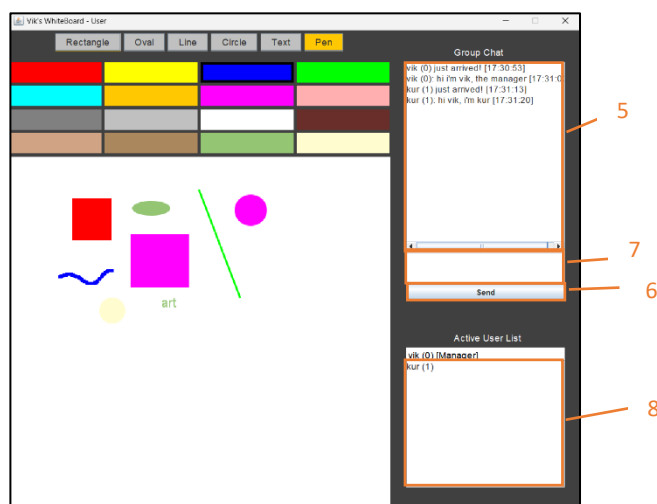 Vik's WhiteBoard - User
Rectangle Oval Line Circle Text Pen
Group Chat
vik (0) just arrived! [17:30:53]
vik (0): hi i'm vik, the manager [17:31:0
kur (1) just arrived! [17:31:13]
kur (1): hi vik, i'm kur [17:31:20]
5
7
Send
6
art
Active User List
vik (0) [Manager]
kur (1)
8